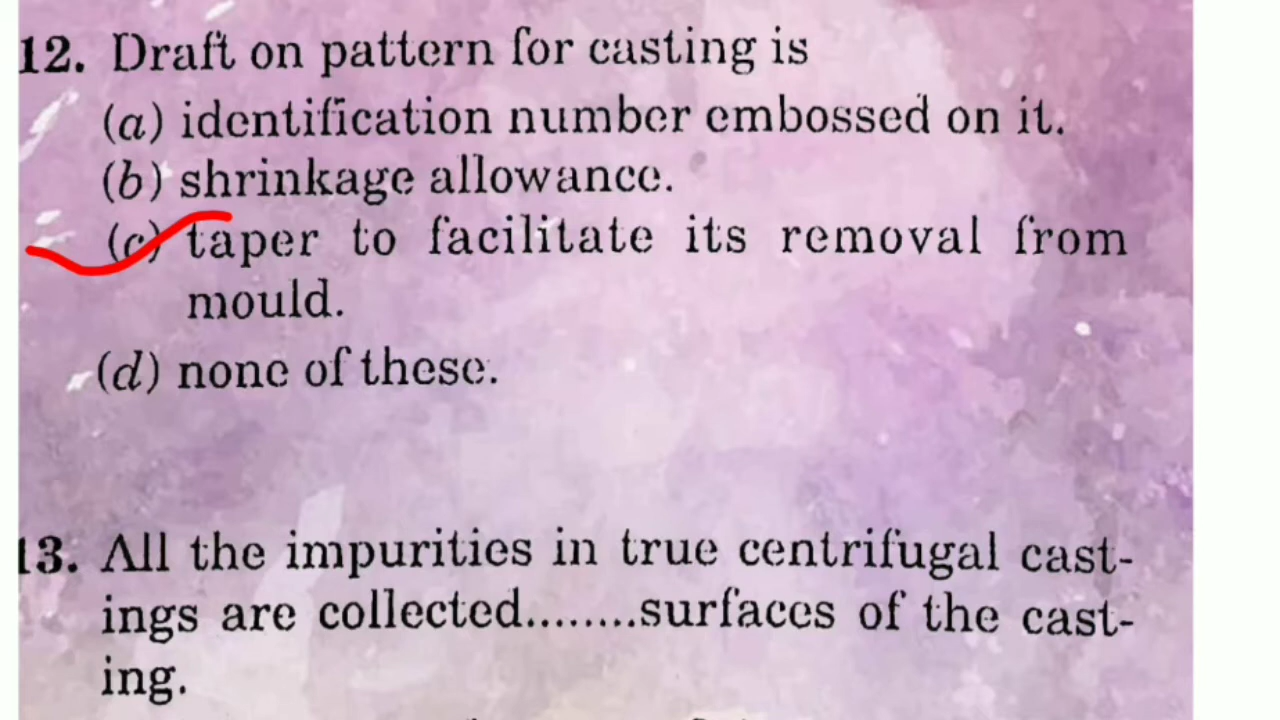 12. Draft on pattern for casting is
(a) identification number embossed on it.
(b) shrinkage allowance.
(c) taper to facilitate its removal from
mould.
(d) none of these.
13. All the impurities in true centrifugal cast-
ings are collected........surfaces of the cast-
ing.